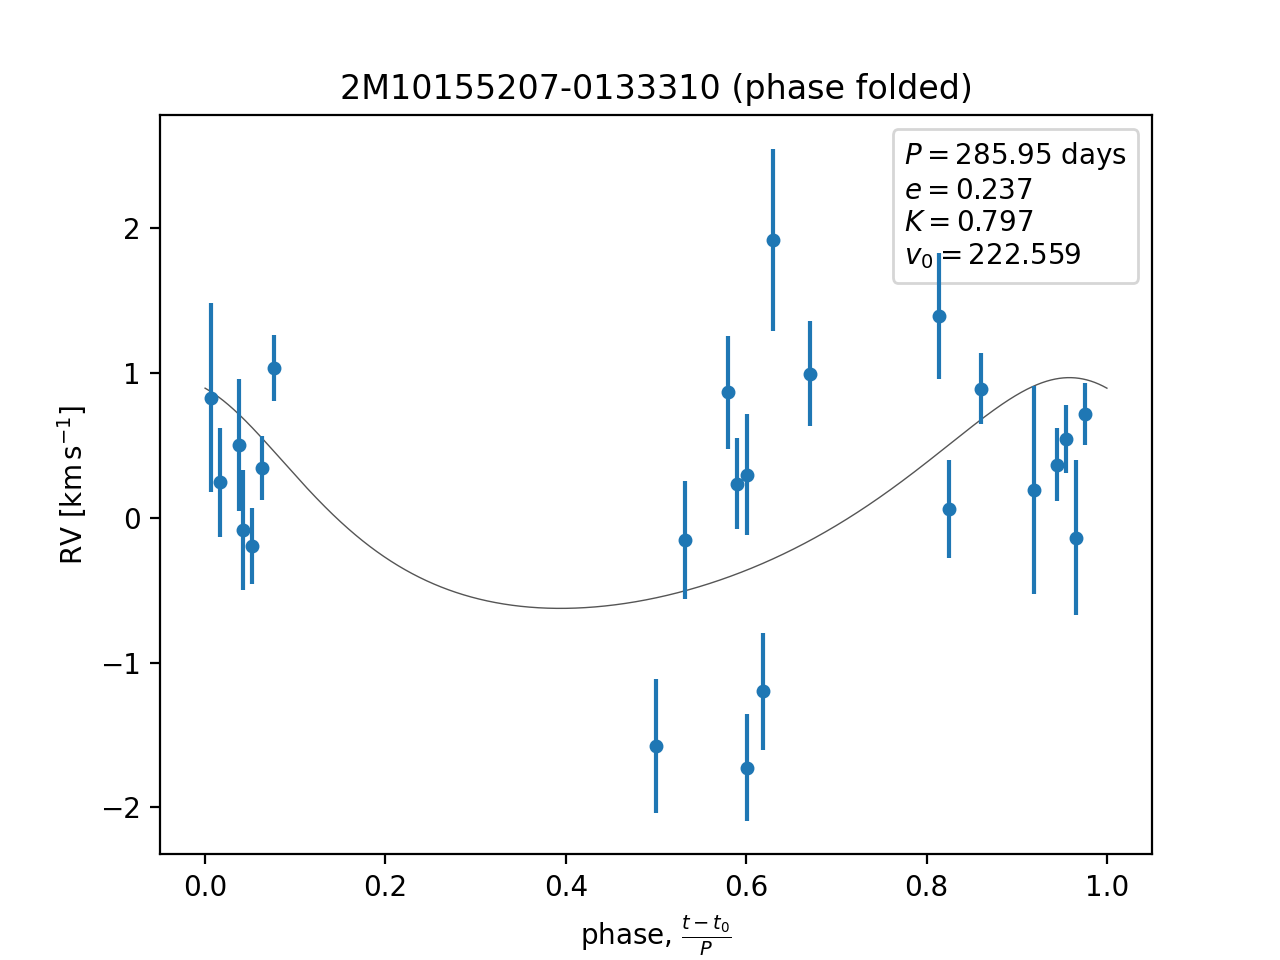 2M10155207-0133310 (phase folded)
P = 285.95 days
e = 0.237
K = 0.797
v₀ = 222.559
2
1
0
−1
−2
RV [km s⁻¹]
0.0 0.2 0.4 0.6 0.8 1.0
phase, (t − t₀)/P